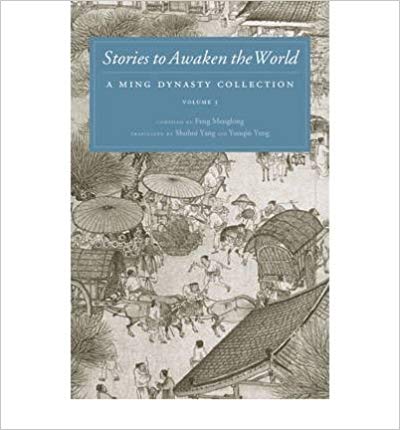 Stories to Awaken the World
A MING DYNASTY COLLECTION
VOLUME 3
COMPILED BY Feng Menglong
TRANSLATED BY Shuhui Yang AND Yunqin Yang